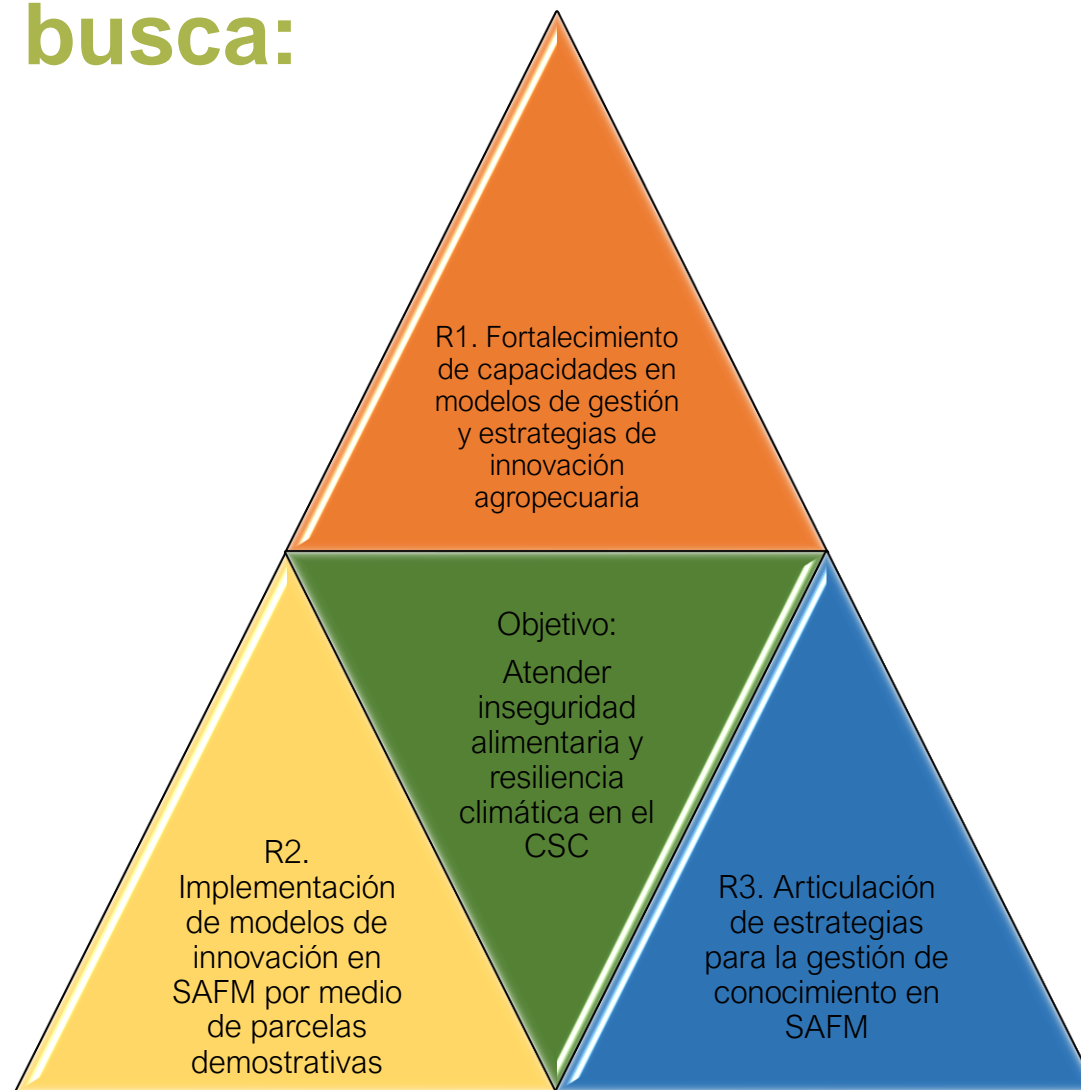 busca:
R1. Fortalecimiento
de capacidades en
modelos de gestión
y estrategias de
innovación
agropecuaria
Objetivo:
Atender
inseguridad
alimentaria y
resiliencia
climática en el
CSC
R2.
Implementación
de modelos de
innovación en
SAFM por medio
de parcelas
demostrativas
R3. Articulación
de estrategias
para la gestión de
conocimiento en
SAFM